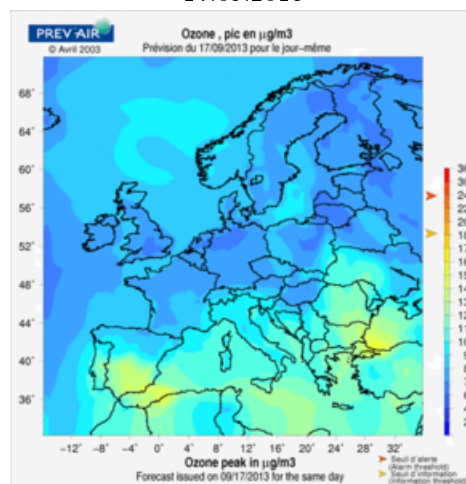 PREV'AIR
© Avril 2003
Ozone , pic en µg/m3
Prévision du 17/09/2013 pour le jour-même
68°
64°
60°
56°
52°
48°
44°
40°
36°
-12° -8° -4° 0° 4° 8° 12° 16° 20° 24° 28° 32°
Ozone peak in µg/m3
Forecast issued on 09/17/2013 for the same day
Seuil d'alerte
(Alarm threshold)
Seuil d'information
(Information threshold)